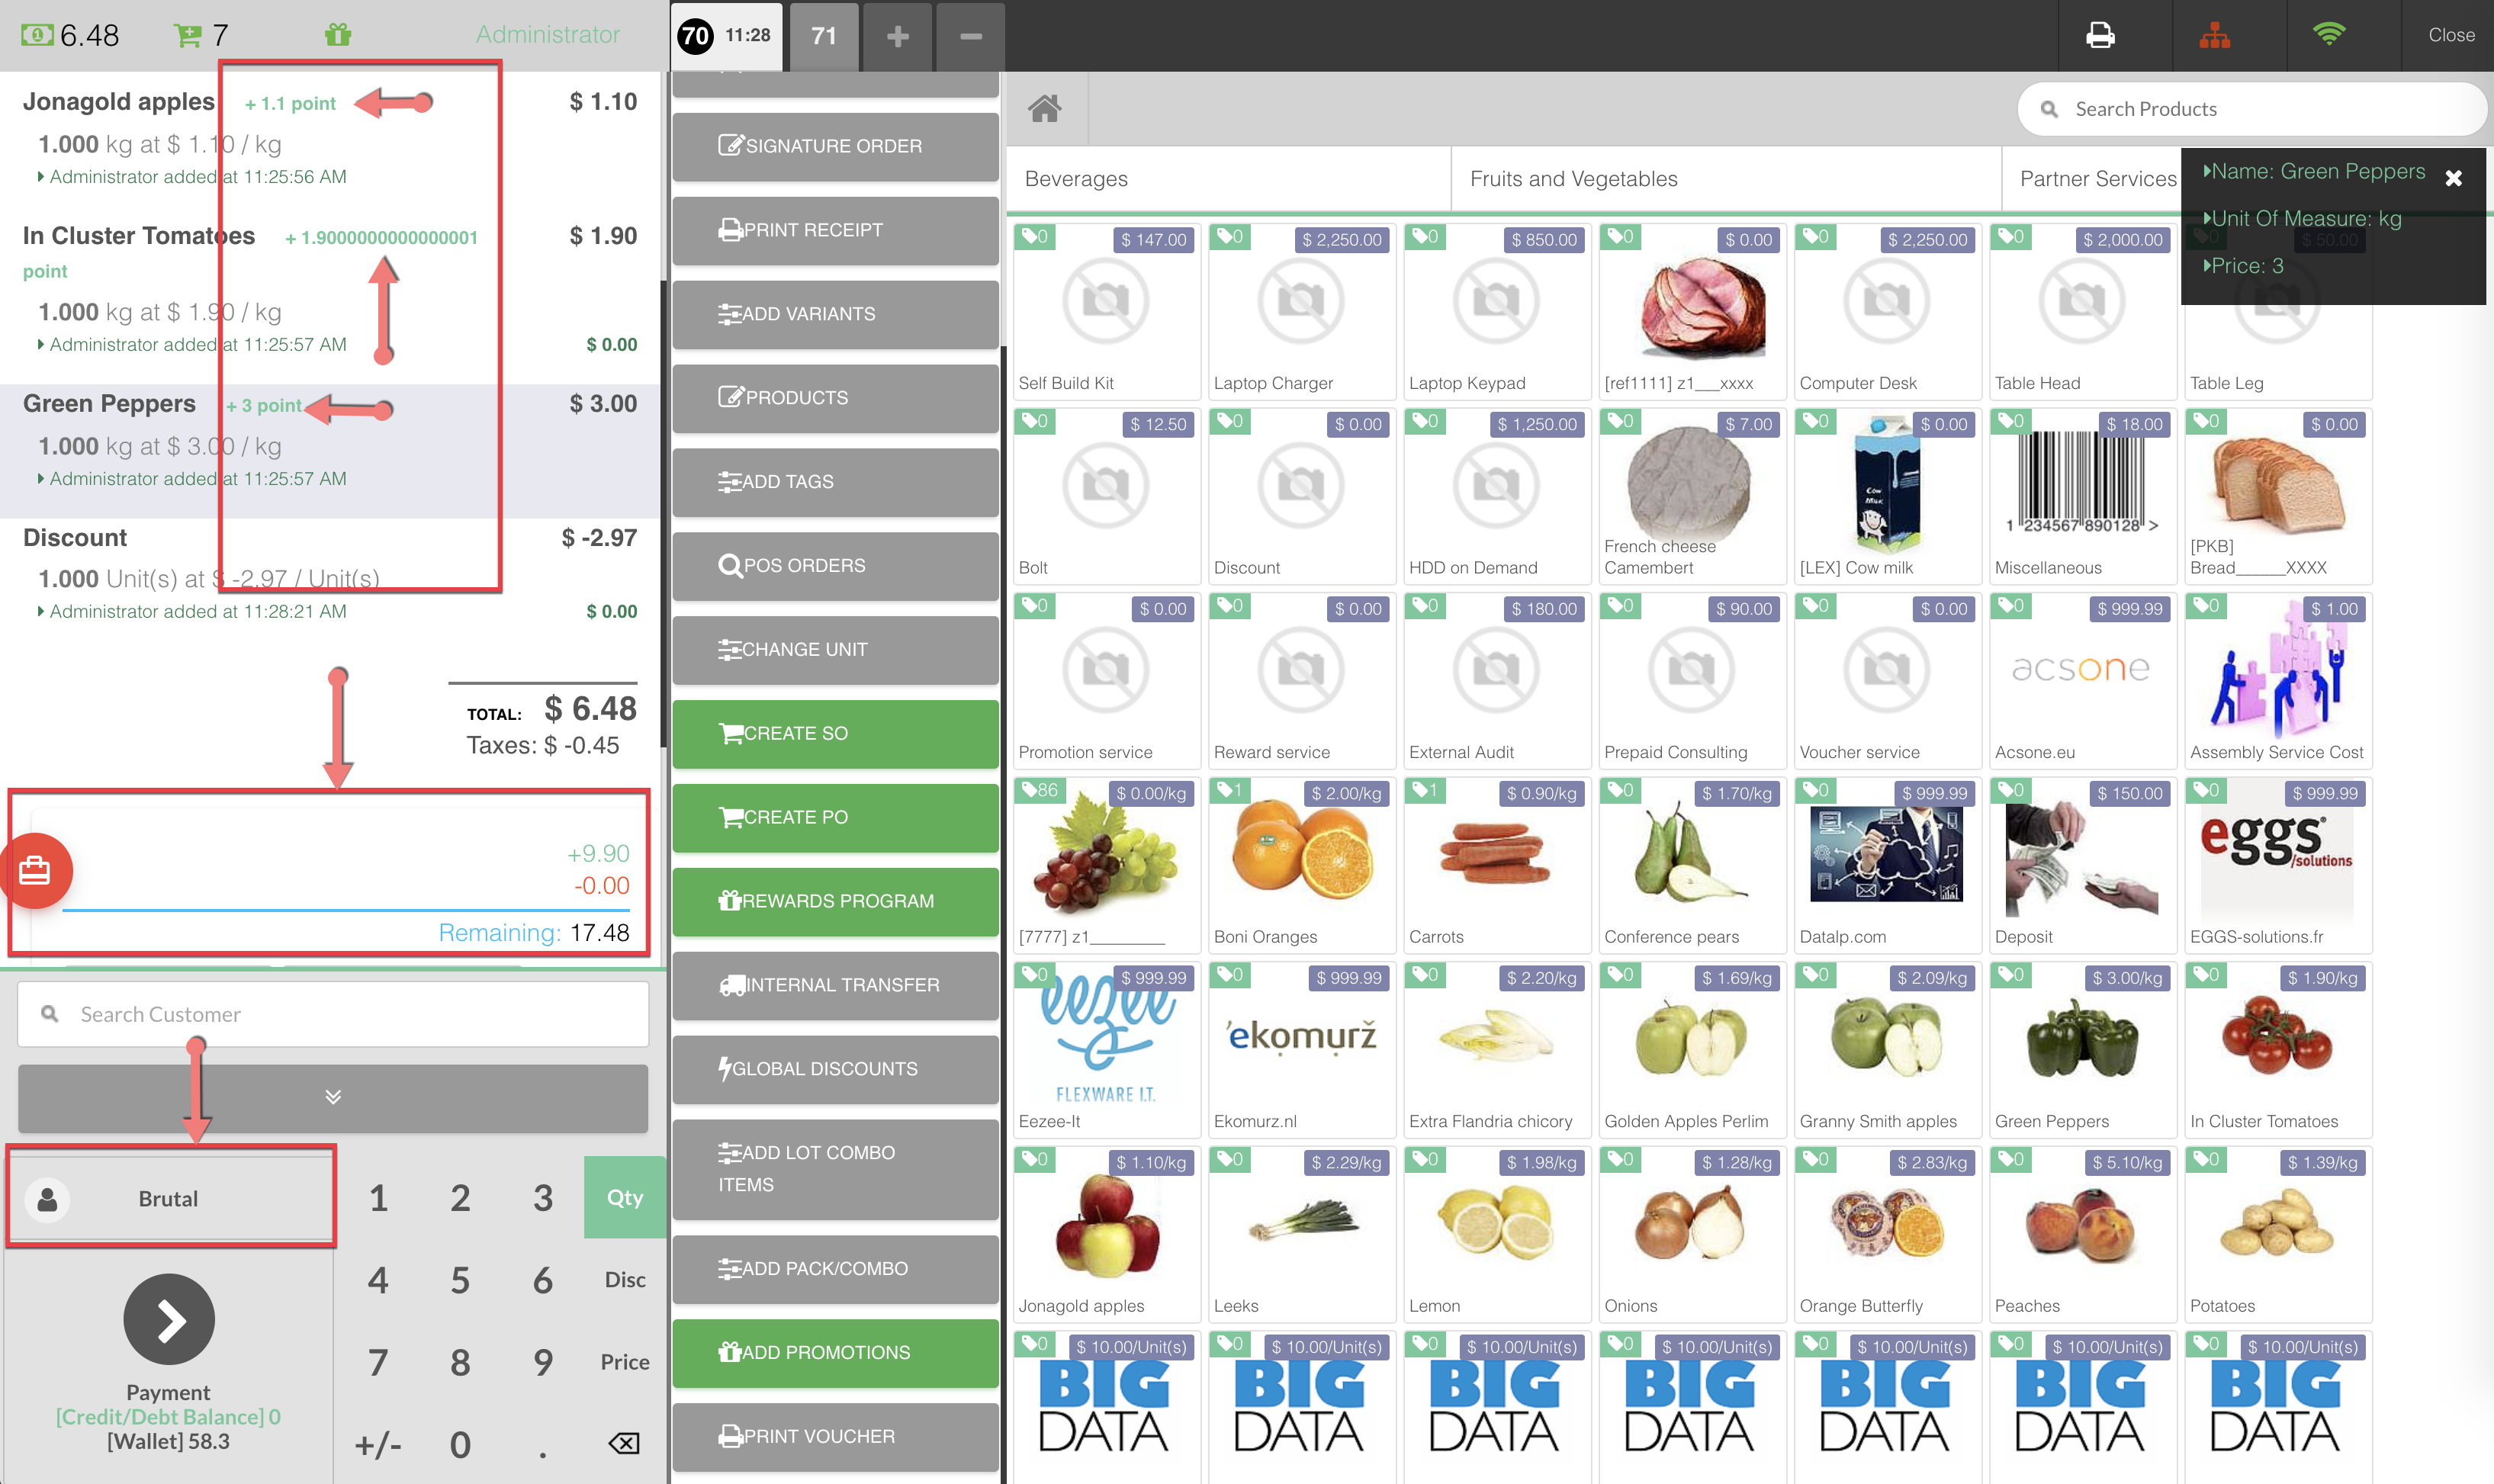 6.48
7
Administrator
70 11:28
71
Close
Jonagold apples + 1.1 point $ 1.10
1.000 kg at $ 1.10 / kg
Administrator added at 11:25:56 AM
In Cluster Tomatoes + 1.9000000000000001 $ 1.90
point
1.000 kg at $ 1.90 / kg
Administrator added at 11:25:57 AM $ 0.00
Green Peppers + 3 point $ 3.00
1.000 kg at $ 3.00 / kg
Administrator added at 11:25:57 AM
Discount $ -2.97
1.000 Unit(s) at $ -2.97 / Unit(s)
Administrator added at 11:28:21 AM $ 0.00
TOTAL: $ 6.48
Taxes: $ -0.45
+9.90
-0.00
Remaining: 17.48
Search Customer
Brutal
Payment
[Credit/Debt Balance] 0
[Wallet] 58.3
1 2 3 Qty
4 5 6 Disc
7 8 9 Price
+/- 0 .
SIGNATURE ORDER
PRINT RECEIPT
ADD VARIANTS
PRODUCTS
ADD TAGS
POS ORDERS
CHANGE UNIT
CREATE SO
CREATE PO
REWARDS PROGRAM
INTERNAL TRANSFER
GLOBAL DISCOUNTS
ADD LOT COMBO
ITEMS
ADD PACK/COMBO
ADD PROMOTIONS
PRINT VOUCHER
Search Products
Beverages
Fruits and Vegetables
Partner Services
Name: Green Peppers
Unit Of Measure: kg
Price: 3
0 $ 147.00
Self Build Kit
0 $ 2,250.00
Laptop Charger
0 $ 850.00
Laptop Keypad
0 $ 0.00
[ref1111] z1___xxxx
0 $ 2,250.00
Computer Desk
0 $ 2,000.00
Table Head
0 $ 50.00
Table Leg
0 $ 12.50
Bolt
0 $ 0.00
Discount
0 $ 1,250.00
HDD on Demand
0 $ 7.00
French cheese
Camembert
0 $ 0.00
Cow
Milk
[LEX] Cow milk
0 $ 18.00
1 234567 890128 >
Miscellaneous
0 $ 0.00
[PKB]
Bread______XXXX
0 $ 0.00
Promotion service
0 $ 0.00
Reward service
0 $ 180.00
External Audit
0 $ 90.00
Prepaid Consulting
0 $ 0.00
Voucher service
0 $ 999.99
acsone
Acsone.eu
0 $ 1.00
Assembly Service Cost
86 $ 0.00/kg
[7777] z1_________
1 $ 2.00/kg
Boni Oranges
1 $ 0.90/kg
Carrots
0 $ 1.70/kg
Conference pears
0 $ 999.99
Datalp.com
0 $ 150.00
Deposit
0 $ 999.99
eggs
/solutions
EGGS-solutions.fr
0 $ 999.99
eezee
FLEXWARE I.T.
Eezee-It
0 $ 999.99
'ekomurž
Ekomurz.nl
0 $ 2.20/kg
Extra Flandria chicory
0 $ 1.69/kg
Golden Apples Perlim
0 $ 2.09/kg
Granny Smith apples
0 $ 3.00/kg
Green Peppers
0 $ 1.90/kg
In Cluster Tomatoes
0 $ 1.10/kg
Jonagold apples
0 $ 2.29/kg
Leeks
0 $ 1.98/kg
Lemon
0 $ 1.28/kg
Onions
0 $ 2.83/kg
Orange Butterfly
0 $ 5.10/kg
Peaches
0 $ 1.39/kg
Potatoes
0 $ 10.00/Unit(s)
BIG
DATA
0 $ 10.00/Unit(s)
BIG
DATA
0 $ 10.00/Unit(s)
BIG
DATA
0 $ 10.00/Unit(s)
BIG
DATA
0 $ 10.00/Unit(s)
BIG
DATA
0 $ 10.00/Unit(s)
BIG
DATA
0 $ 10.00/Unit(s)
BIG
DATA